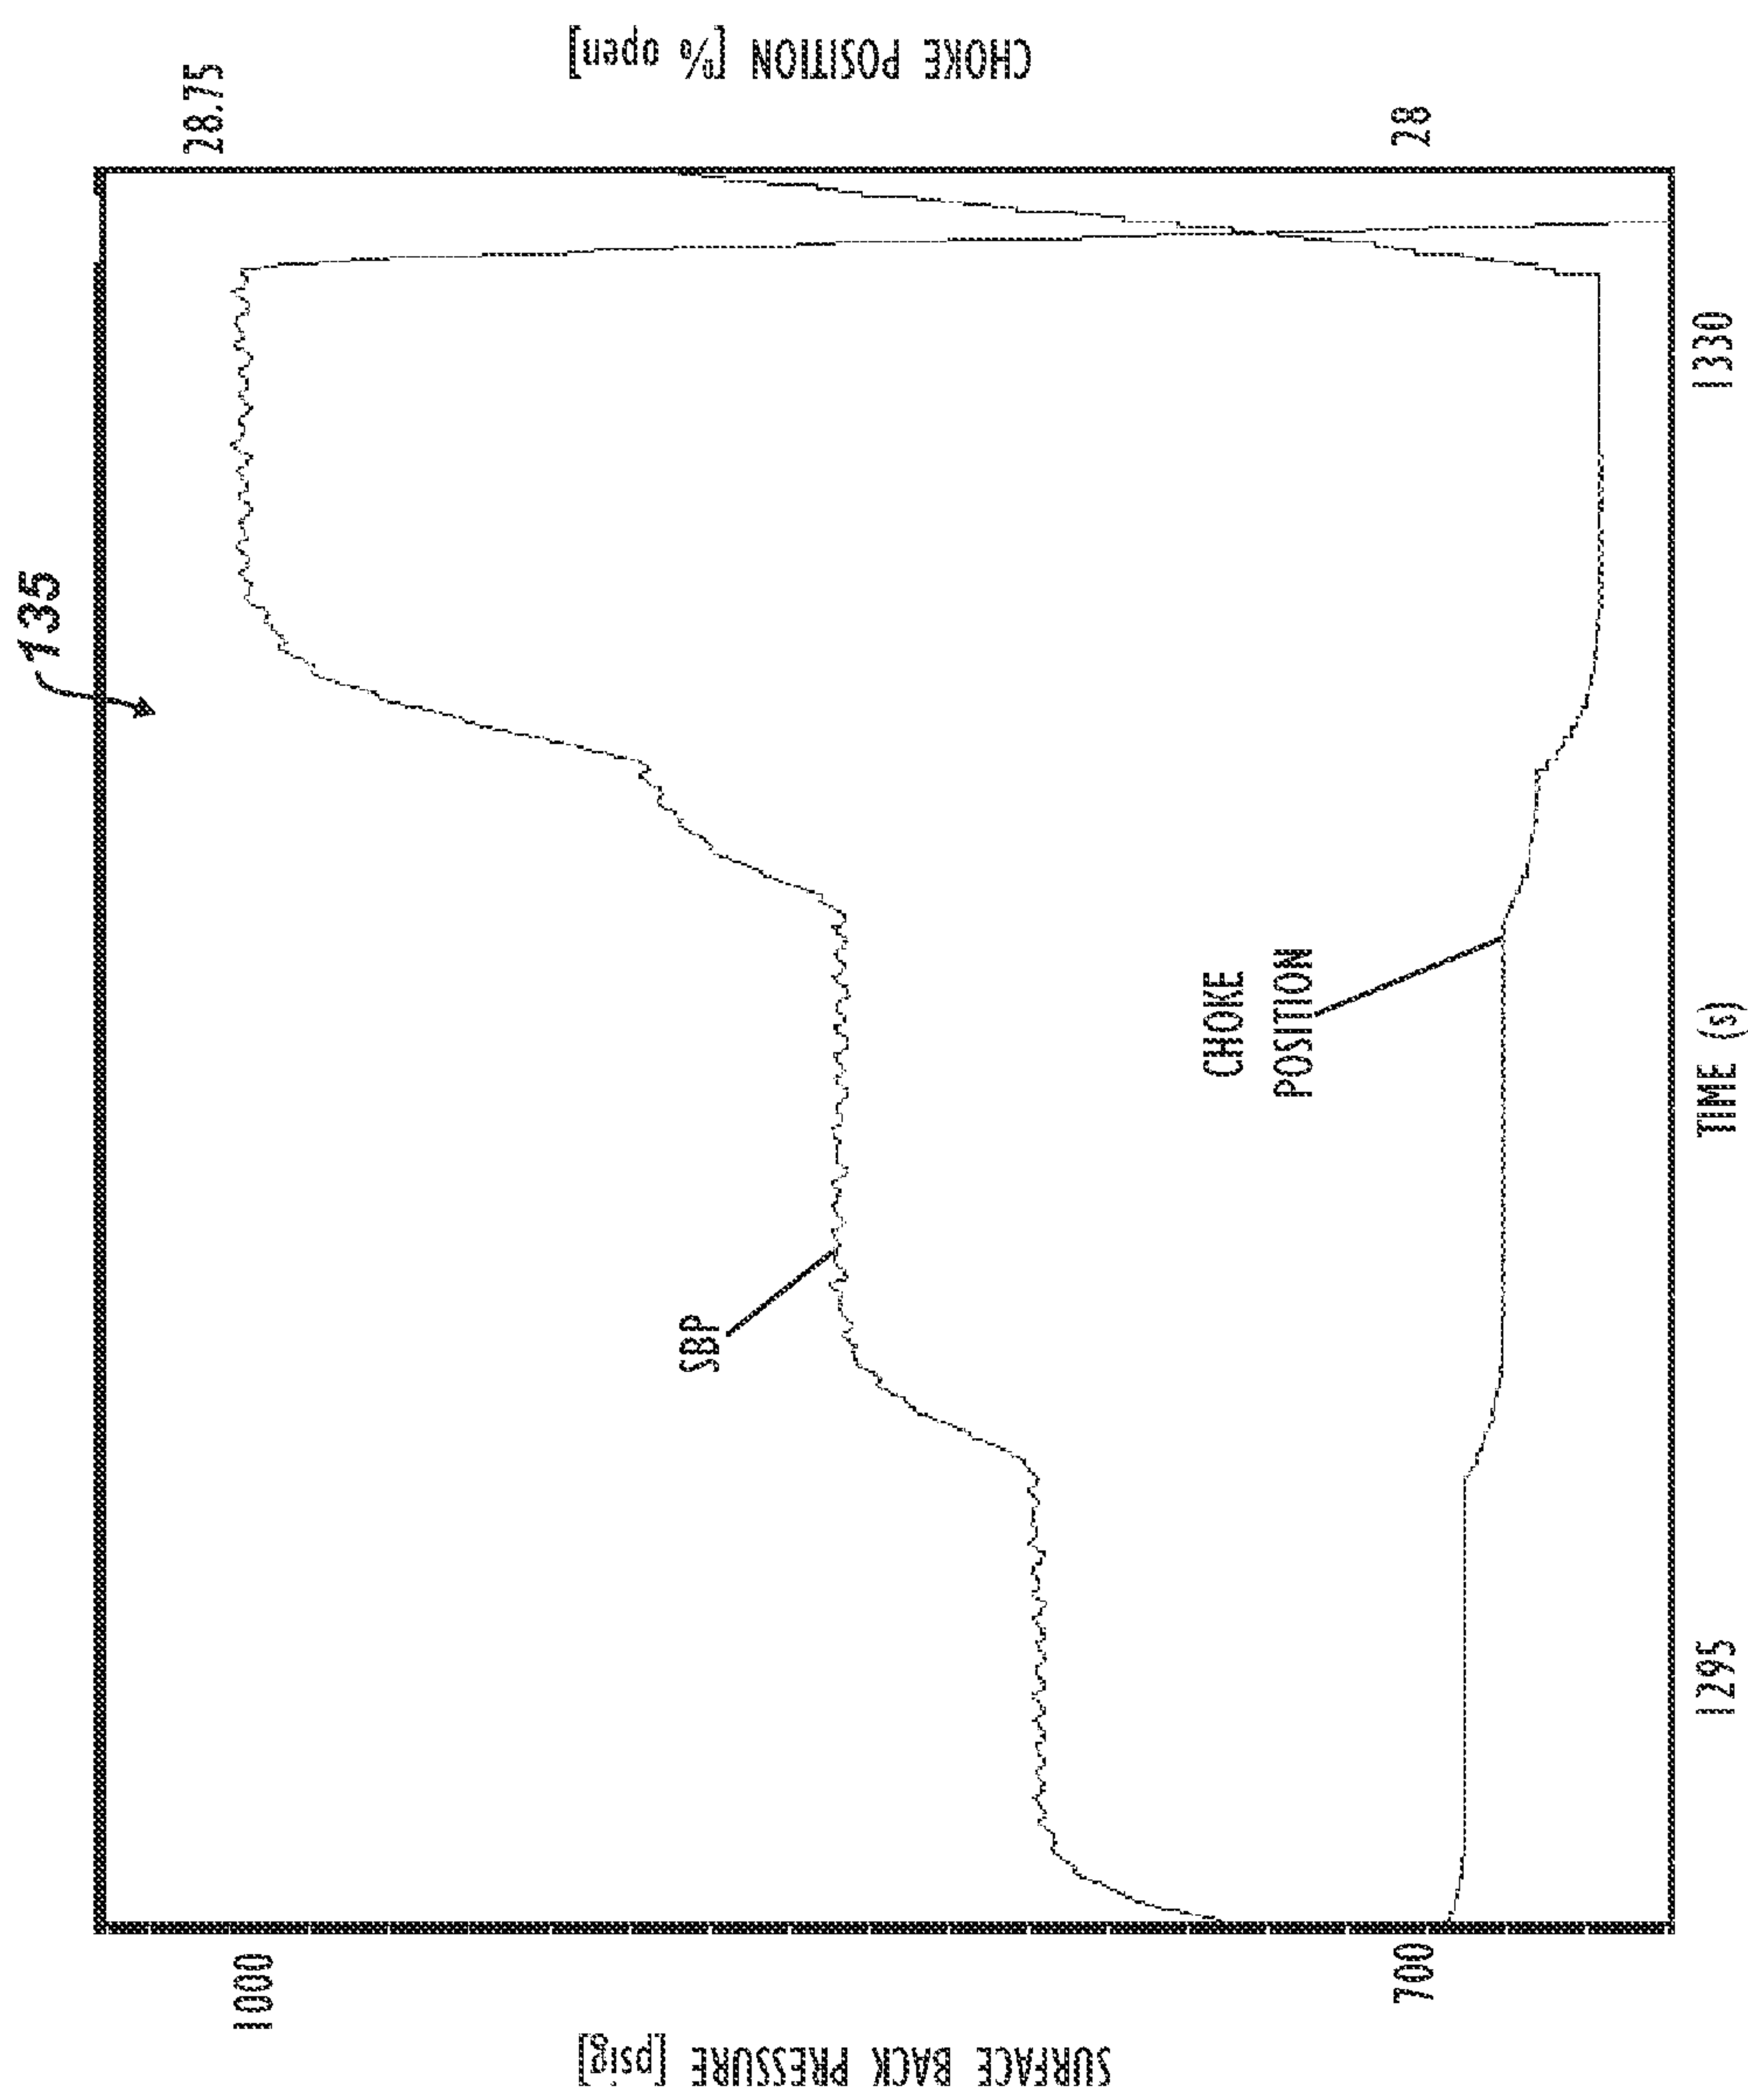 135
SURFACE BACK PRESSURE [psig]
1000
700
SBP
CHOKE
POSITION
28.75
28
CHOKE POSITION [% open]
1295
TIME (s)
1330